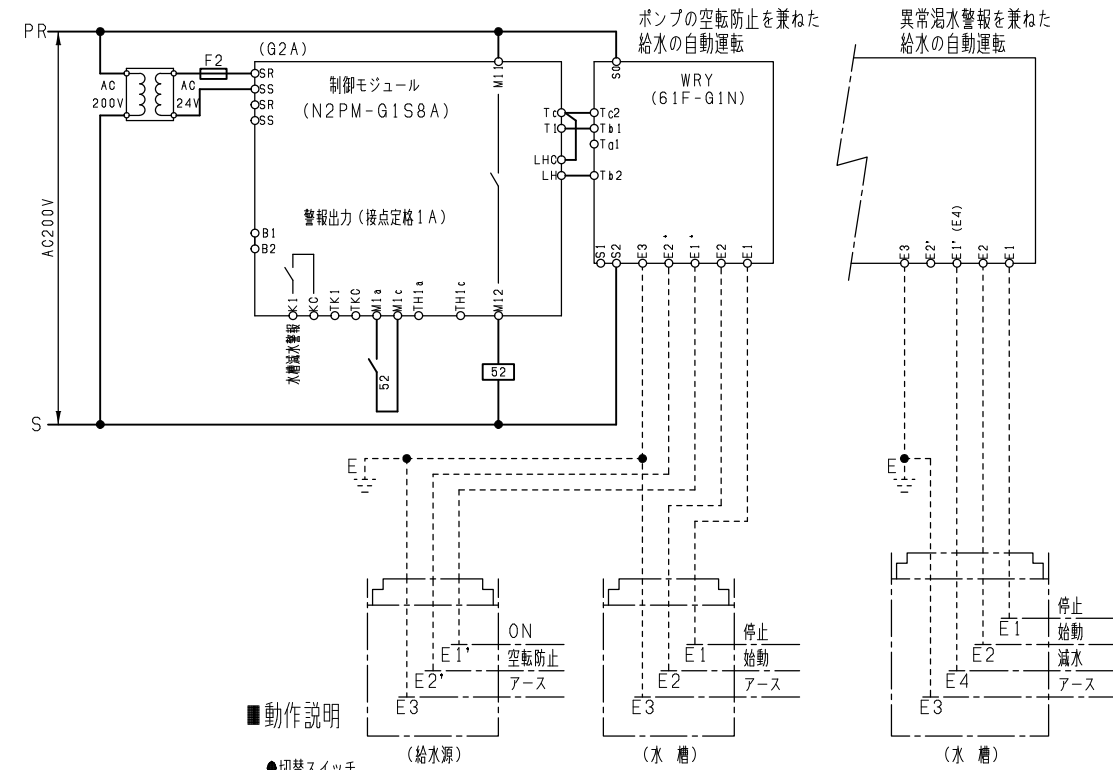 ポンプの空転防止を兼ねた
給水の自動運転
異常渇水警報を兼ねた
給水の自動運転
PR
(G2A)
F2
AC
200V
AC
24V
SR
SS
SR
SS
制御モジュール
(N2PM-G1S8A)
M11
S0
WRY
(61F-G1N)
Tc
T1
LHC
LH
Tc2
Tb1
Ta1
Tb2
AC200V
警報出力(接点定格1A)
B1
B2
K1
KC
TK1
TKC
M1a
M1c
TH1a
TH1c
M12
水槽減水警報
52
52
S1
S2
E3
E2'
E1'
E2
E1
E3
E2'
E1' (E4)
E2
E1
S
E
E
ON
E1'
空転防止
E2'
アース
E3
(給水源)
停止
E1
始動
E2
アース
E3
(水 槽)
停止
E1
始動
E2
減水
E4
アース
E3
(水 槽)
■動作説明
●切替スイッチ